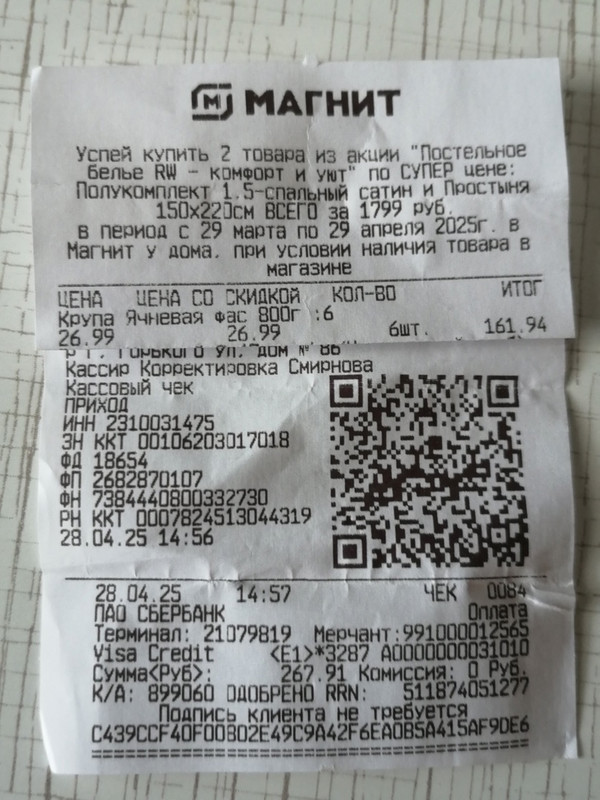 МАГНИТ
Успей купить 2 товара из акции "Постельное
белье RW - комфорт и уют" по СУПЕР цене:
Полукомплект 1.5-спальный сатин и Простыня
150х220см ВСЕГО за 1799 руб.
в период с 29 марта по 29 апреля 2025г. в
Магнит у дома. при условии наличия товара в
магазине
ЦЕНА ЦЕНА СО СКИДКОЙ КОЛ-ВО ИТОГ
Крупа Ячневая фас 800г :6
26.99 26.99 6шт. 161.94
Горького ул, дом № 86
Кассир Корректировка Смирнова
Кассовый чек
ПРИХОД
ИНН 2310031475
ЗН ККТ 00106203017018
ФД 18654
ФП 2682870107
ФН 7384440800332730
РН ККТ 0007824513044319
28.04.25 14:56
28.04.25 14:57 ЧЕК 0084
ПАО СБЕРБАНК Оплата
Терминал: 21079819 Мерчант:991000012565
Visa Credit <E1>*3287 A0000000031010
Сумма<Руб>: 267.91 Комиссия: 0 Руб.
К/А: 899060 ОДОБРЕНО RRN: 511874051277
Подпись клиента не требуется
C439CCF40F00802E49C9A42F6EA0B5A415AF9DE6